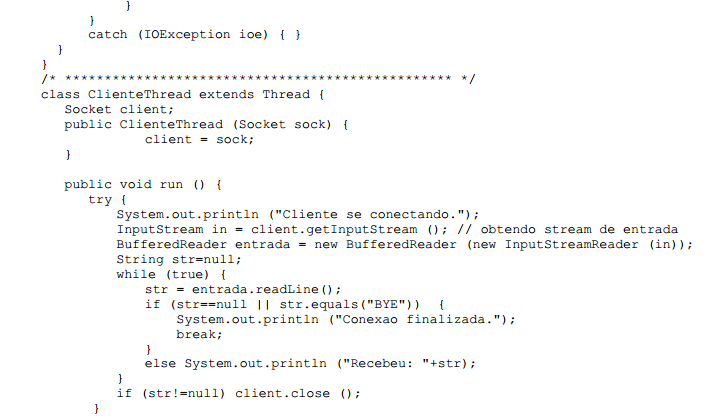 }
}
catch (IOException ioe) { }
}
}
/* ************************************************* */
class ClienteThread extends Thread {
Socket client;
public ClienteThread (Socket sock) {
client = sock;
}
public void run () {
try {
System.out.println ("Cliente se conectando.");
InputStream in = client.getInputStream (); // obtendo stream de entrada
BufferedReader entrada = new BufferedReader (new InputStreamReader (in));
String str=null;
while (true) {
str = entrada.readLine();
if (str==null || str.equals("BYE")) {
System.out.println ("Conexao finalizada.");
break;
}
else System.out.println ("Recebeu: "+str);
}
if (str!=null) client.close ();
}